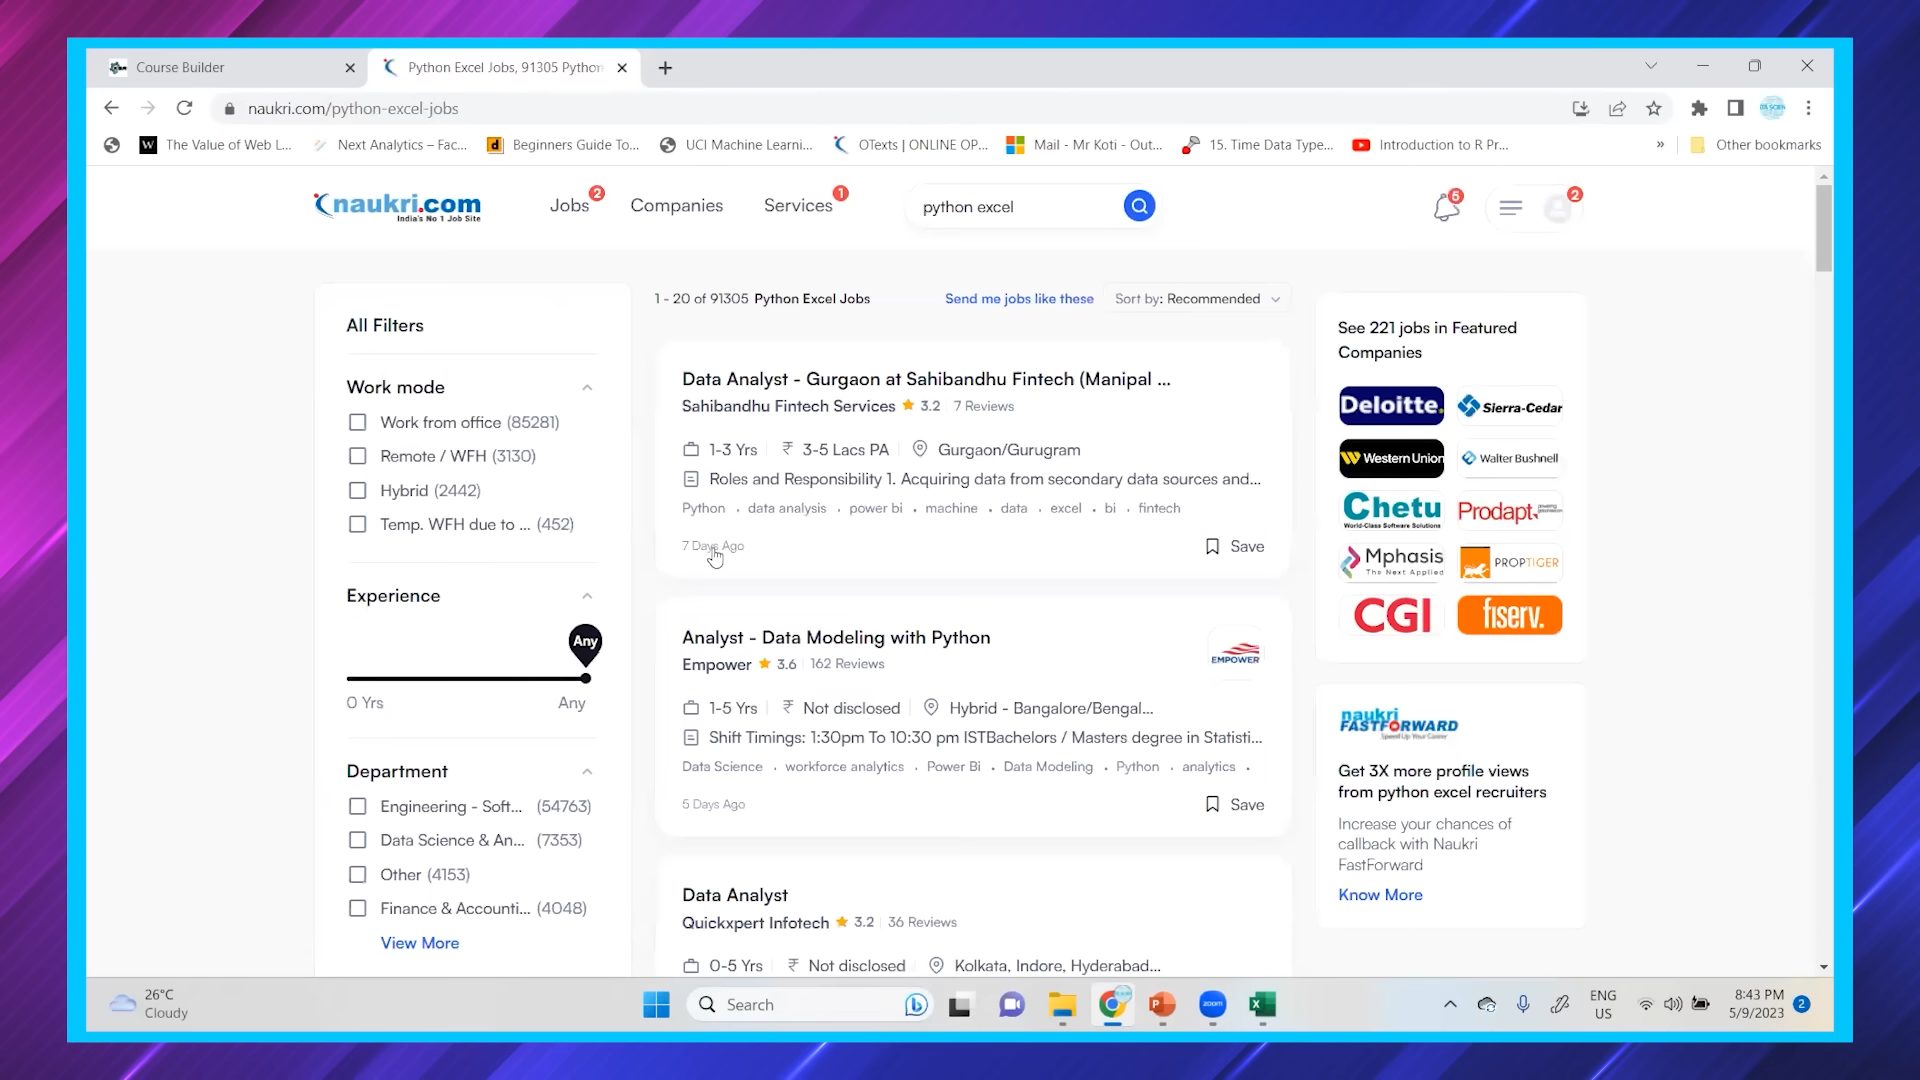 Course Builder
Python Excel Jobs, 91305 Python
naukri.com/python-excel-jobs
W The Value of Web L...
Next Analytics – Fac...
d Beginners Guide To...
UCI Machine Learni...
OTexts | ONLINE OP...
Mail - Mr Koti - Out...
15. Time Data Type...
Introduction to R Pr...
»
Other bookmarks
naukri.com
India's No 1 Job Site
Jobs 2
Companies
Services 1
python excel
6
2
All Filters
Work mode
Work from office (85281)
Remote / WFH (3130)
Hybrid (2442)
Temp. WFH due to ... (452)
Experience
Any
0 Yrs Any
Department
Engineering - Soft... (54763)
Data Science & An... (7353)
Other (4153)
Finance & Accounti... (4048)
View More
1 - 20 of 91305 Python Excel Jobs
Send me jobs like these
Sort by: Recommended
Data Analyst - Gurgaon at Sahibandhu Fintech (Manipal ...
Sahibandhu Fintech Services 3.2 7 Reviews
1-3 Yrs ₹ 3-5 Lacs PA Gurgaon/Gurugram
Roles and Responsibility 1. Acquiring data from secondary data sources and...
Python · data analysis · power bi · machine · data · excel · bi · fintech
7 Days Ago
Save
Analyst - Data Modeling with Python
Empower 3.6 162 Reviews
EMPOWER
1-5 Yrs ₹ Not disclosed Hybrid - Bangalore/Bengal...
Shift Timings: 1:30pm To 10:30 pm ISTBachelors / Masters degree in Statisti...
Data Science · workforce analytics · Power Bi · Data Modeling · Python · analytics ·
5 Days Ago
Save
Data Analyst
Quickxpert Infotech 3.2 36 Reviews
0-5 Yrs ₹ Not disclosed Kolkata, Indore, Hyderabad...
See 221 jobs in Featured
Companies
Deloitte.
Sierra-Cedar
Western Union
Walter Bushnell
Chetu
World-Class Software Solutions
Prodapt
Mphasis
The Next Applied
PROPTIGER
CGI
fiserv.
naukri
FASTFORWARD
Speed Up Your Career
Get 3X more profile views
from python excel recruiters
Increase your chances of
callback with Naukri
FastForward
Know More
26°C
Cloudy
Search
zoom
ENG
US
8:43 PM
5/9/2023
2